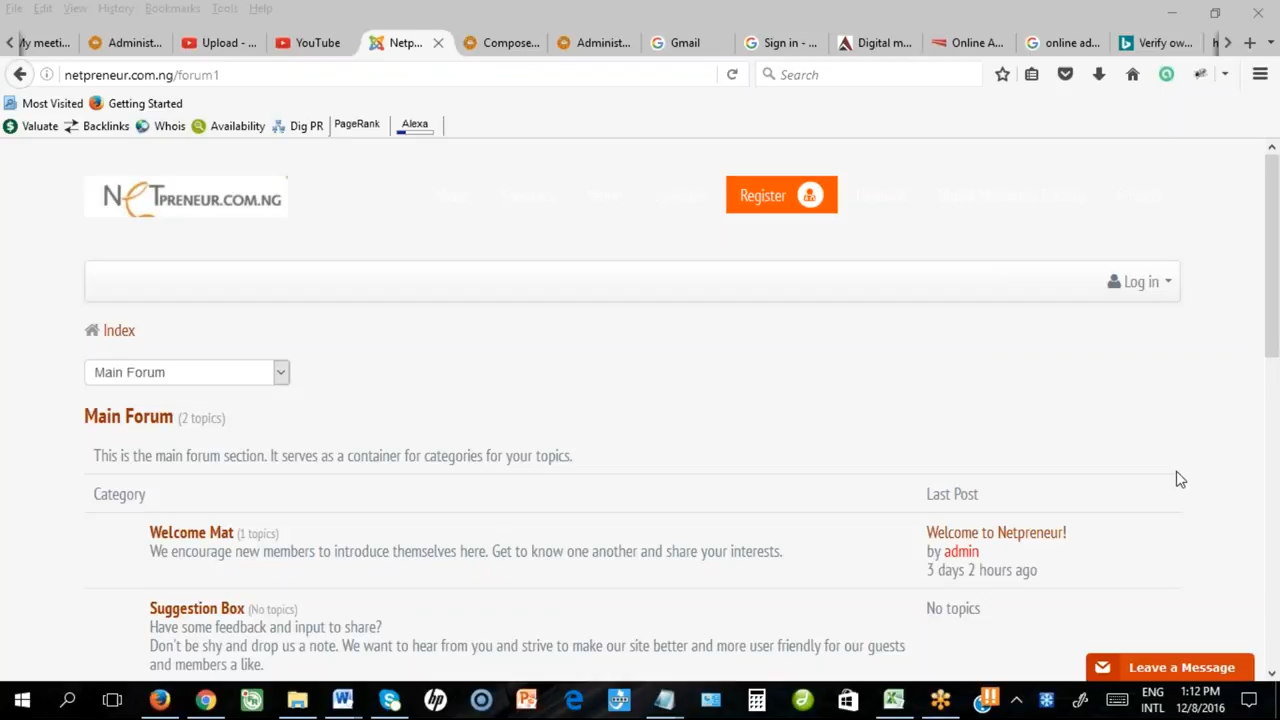 File Edit View History Bookmarks Tools Help
My meeti... Administ... Upload - ... YouTube Netp... Compose... Administ... Gmail Sign in - ... Digital m... Online A... online ad... Verify ow...
netpreneur.com.ng/forum1 Search
Most Visited Getting Started
Valuate Backlinks Whois Availability Dig PR PageRank Alexa
NETPRENEUR.COM.NG Register
Log in
Index
Main Forum
Main Forum (2 topics)
This is the main forum section. It serves as a container for categories for your topics.
Category Last Post
Welcome Mat (1 topics) Welcome to Netpreneur!
We encourage new members to introduce themselves here. Get to know one another and share your interests. by admin
3 days 2 hours ago
Suggestion Box (No topics) No topics
Have some feedback and input to share?
Don't be shy and drop us a note. We want to hear from you and strive to make our site better and more user friendly for our guests
and members a like.
Leave a Message
ENG 1:12 PM
INTL 12/8/2016